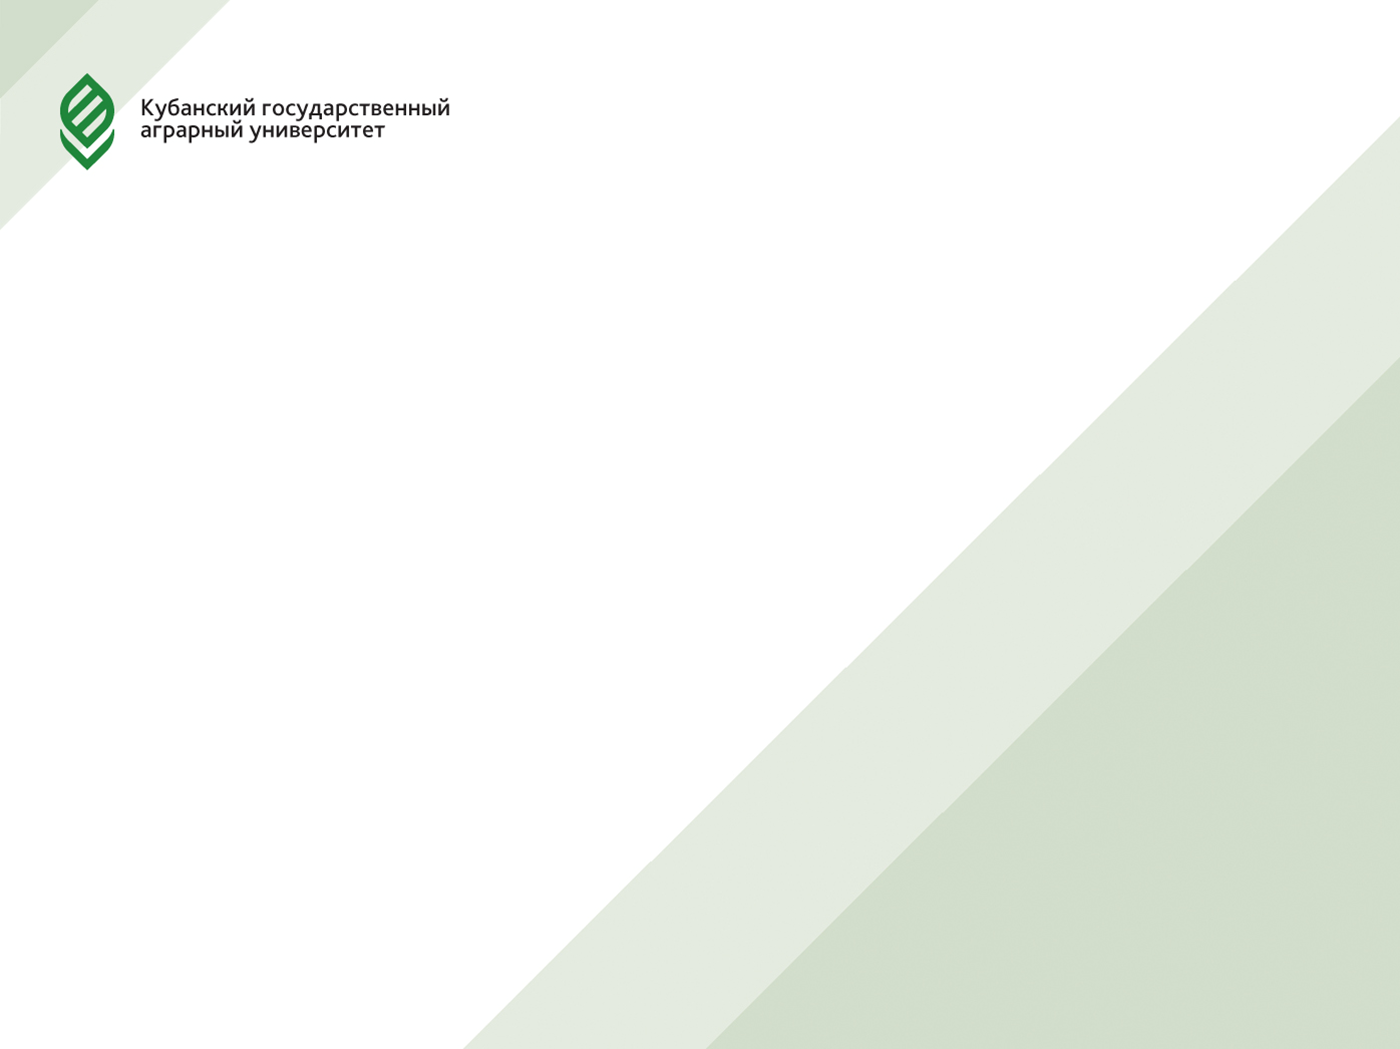 Кубанский государственный
аграрный университет